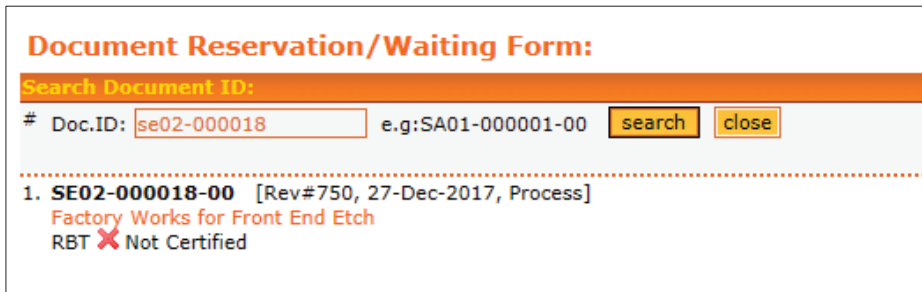 Document Reservation/Waiting Form:
Search Document ID:
# Doc.ID: se02-000018 e.g:SA01-000001-00 search close
1. SE02-000018-00 [Rev#750, 27-Dec-2017, Process]
Factory Works for Front End Etch
RBT ❌ Not Certified